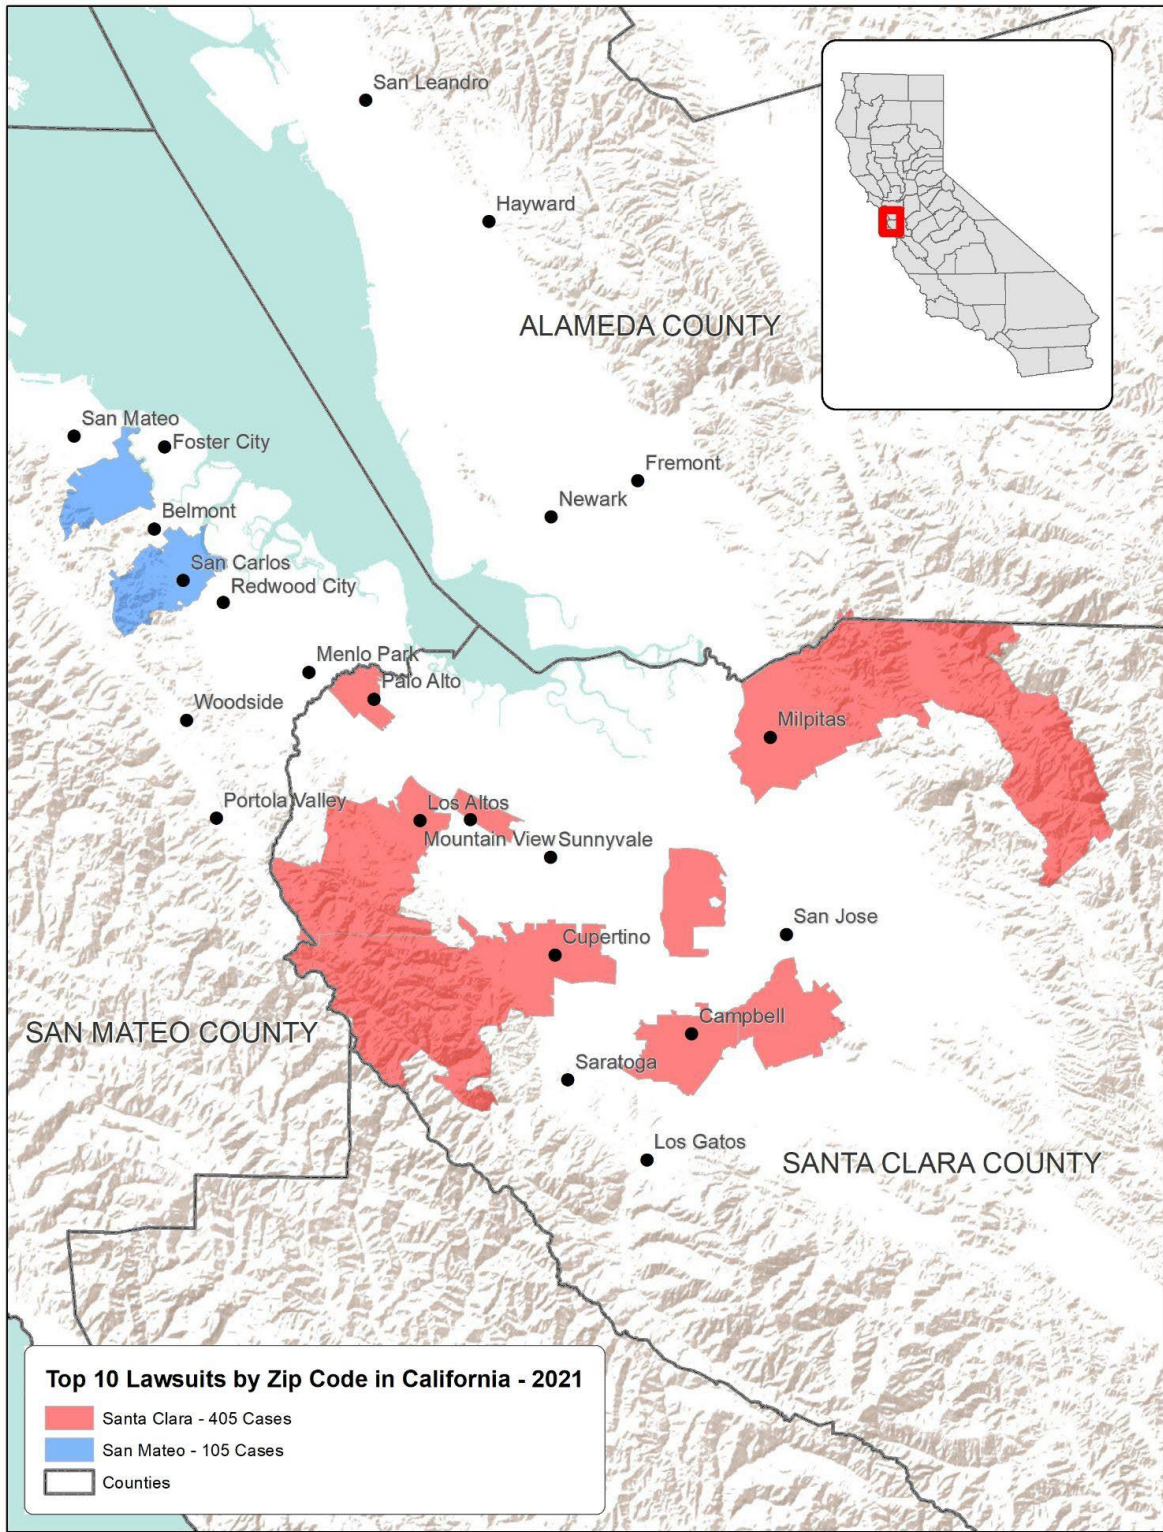 San Leandro
Hayward
ALAMEDA COUNTY
San Mateo
Foster City
Fremont
Newark
Belmont
San Carlos
Redwood City
Menlo Park
Palo Alto
Woodside
Milpitas
Portola Valley
Los Altos
Mountain View
Sunnyvale
San Jose
Cupertino
SAN MATEO COUNTY
Campbell
Saratoga
Los Gatos
SANTA CLARA COUNTY
Top 10 Lawsuits by Zip Code in California - 2021
Santa Clara - 405 Cases
San Mateo - 105 Cases
Counties